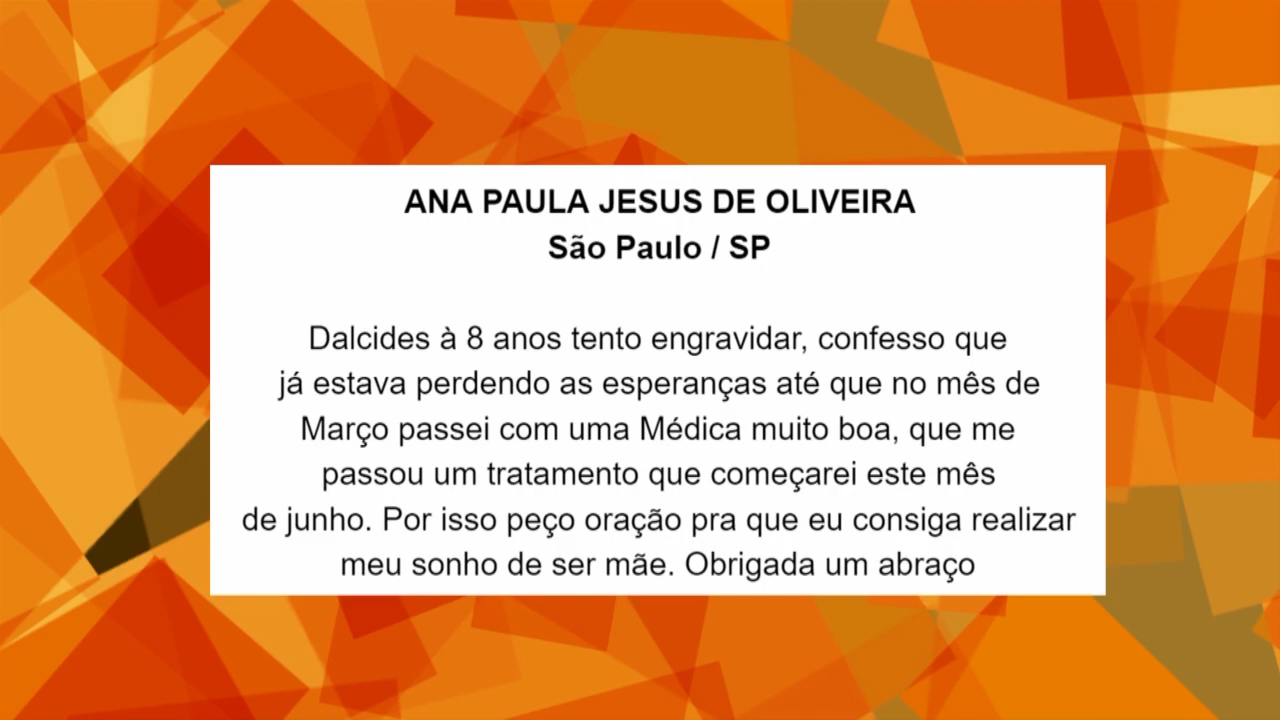 ANA PAULA JESUS DE OLIVEIRA
São Paulo / SP
Dalcides à 8 anos tento engravidar, confesso que
já estava perdendo as esperanças até que no mês de
Março passei com uma Médica muito boa, que me
passou um tratamento que começarei este mês
de junho. Por isso peço oração pra que eu consiga realizar
meu sonho de ser mãe. Obrigada um abraço